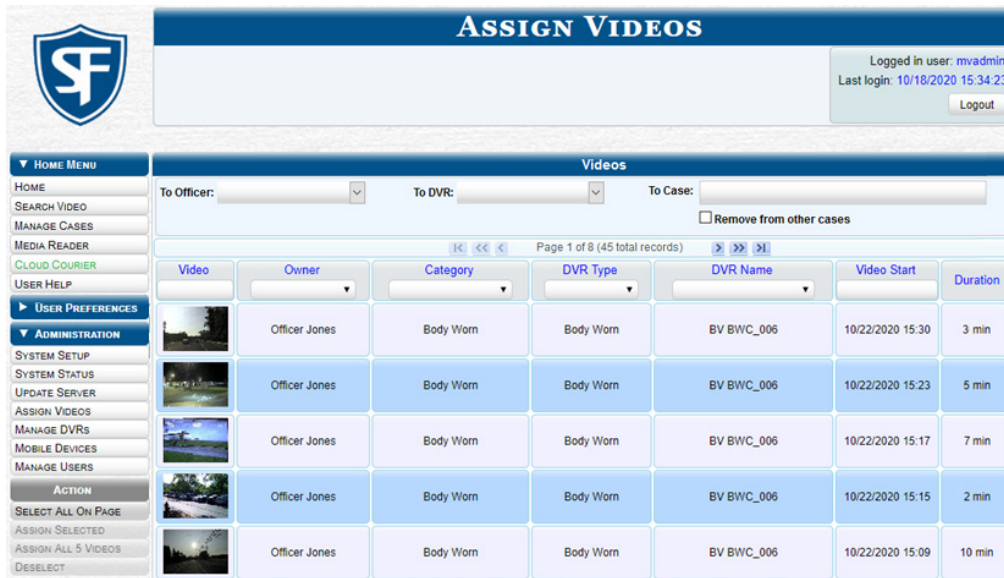 SF
ASSIGN VIDEOS
Logged in user: mvadmin
Last login: 10/18/2020 15:34:23
Logout
▼ HOME MENU
HOME
SEARCH VIDEO
MANAGE CASES
MEDIA READER
CLOUD COURIER
USER HELP
► USER PREFERENCES
▼ ADMINISTRATION
SYSTEM SETUP
SYSTEM STATUS
UPDATE SERVER
ASSIGN VIDEOS
MANAGE DVRS
MOBILE DEVICES
MANAGE USERS
ACTION
SELECT ALL ON PAGE
ASSIGN SELECTED
ASSIGN ALL 5 VIDEOS
DESELECT
Videos
To Officer: To DVR: To Case:
Remove from other cases
Page 1 of 8 (45 total records)
Video Owner Category DVR Type DVR Name Video Start Duration
Officer Jones Body Worn Body Worn BV BWC_006 10/22/2020 15:30 3 min
Officer Jones Body Worn Body Worn BV BWC_006 10/22/2020 15:23 5 min
Officer Jones Body Worn Body Worn BV BWC_006 10/22/2020 15:17 7 min
Officer Jones Body Worn Body Worn BV BWC_006 10/22/2020 15:15 2 min
Officer Jones Body Worn Body Worn BV BWC_006 10/22/2020 15:09 10 min